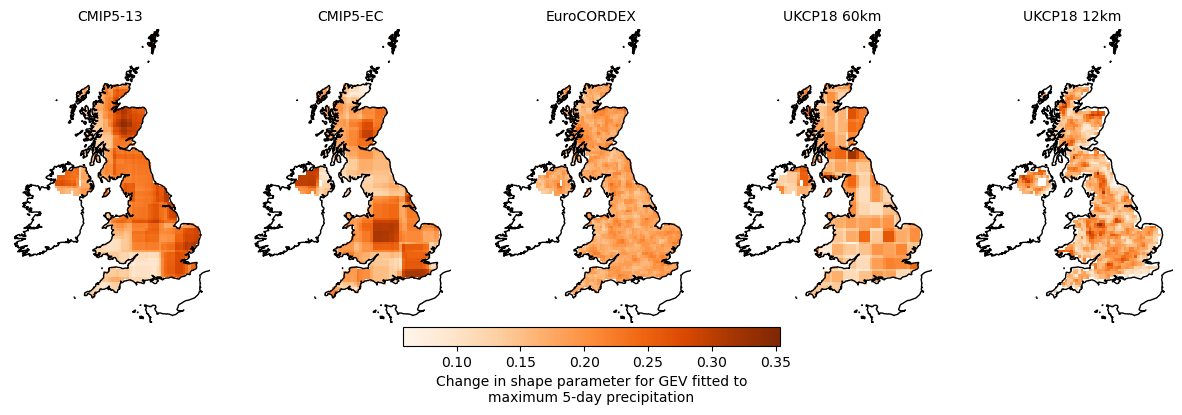 CMIP5-13
CMIP5-EC
EuroCORDEX
UKCP18 60km
UKCP18 12km
0.10
0.15
0.20
0.25
0.30
0.35
Change in shape parameter for GEV fitted to
maximum 5-day precipitation